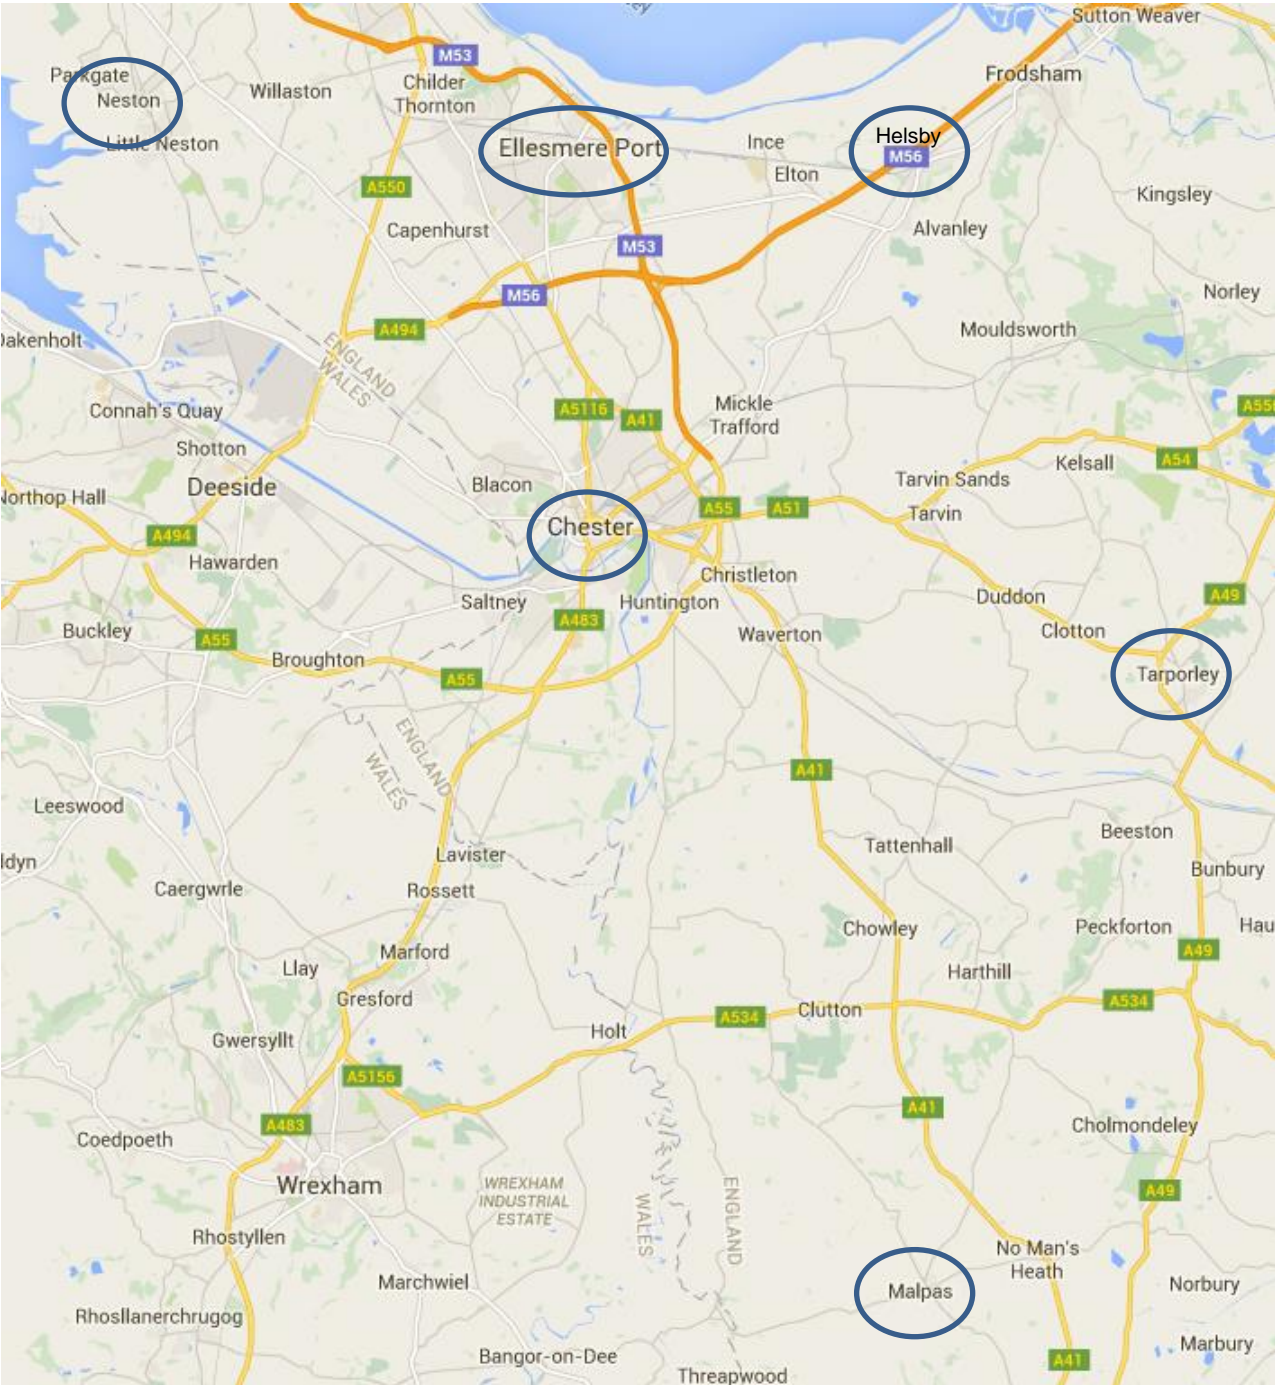 Sutton Weaver
M53
Parkgate
Childer
Thornton
Frodsham
Neston
Willaston
Helsby
M56
Little Neston
Ellesmere Port
Ince
Elton
A550
Kingsley
Capenhurst
M53
Alvanley
M56
Norley
A494
Mouldsworth
Oakenholt
ENGLAND
WALES
Connah's Quay
A5116
A41
Mickle
Trafford
Shotton
Kelsall
A54
Deeside
Blacon
Tarvin Sands
Northop Hall
A55
A51
Tarvin
A494
Chester
Hawarden
Christleton
Saltney
Huntington
Duddon
A49
A483
Buckley
A55
Waverton
Clotton
Broughton
A55
Tarporley
ENGLAND
WALES
A41
Leeswood
Beeston
Lavister
Tattenhall
ldyn
Caergwrle
Rossett
Bunbury
Chowley
Peckforton
Hau
Marford
A49
Llay
Harthill
Gresford
A534
Clutton
A534
Gwersyllt
Holt
A5156
A41
A483
Coedpoeth
Cholmondeley
Wrexham
WREXHAM
INDUSTRIAL
ESTATE
WALES
ENGLAND
A49
Rhostyllen
No Man's
Heath
Marchwiel
Malpas
Norbury
Rhosllanerchrugog
Bangor-on-Dee
A41
Marbury
Threapwood